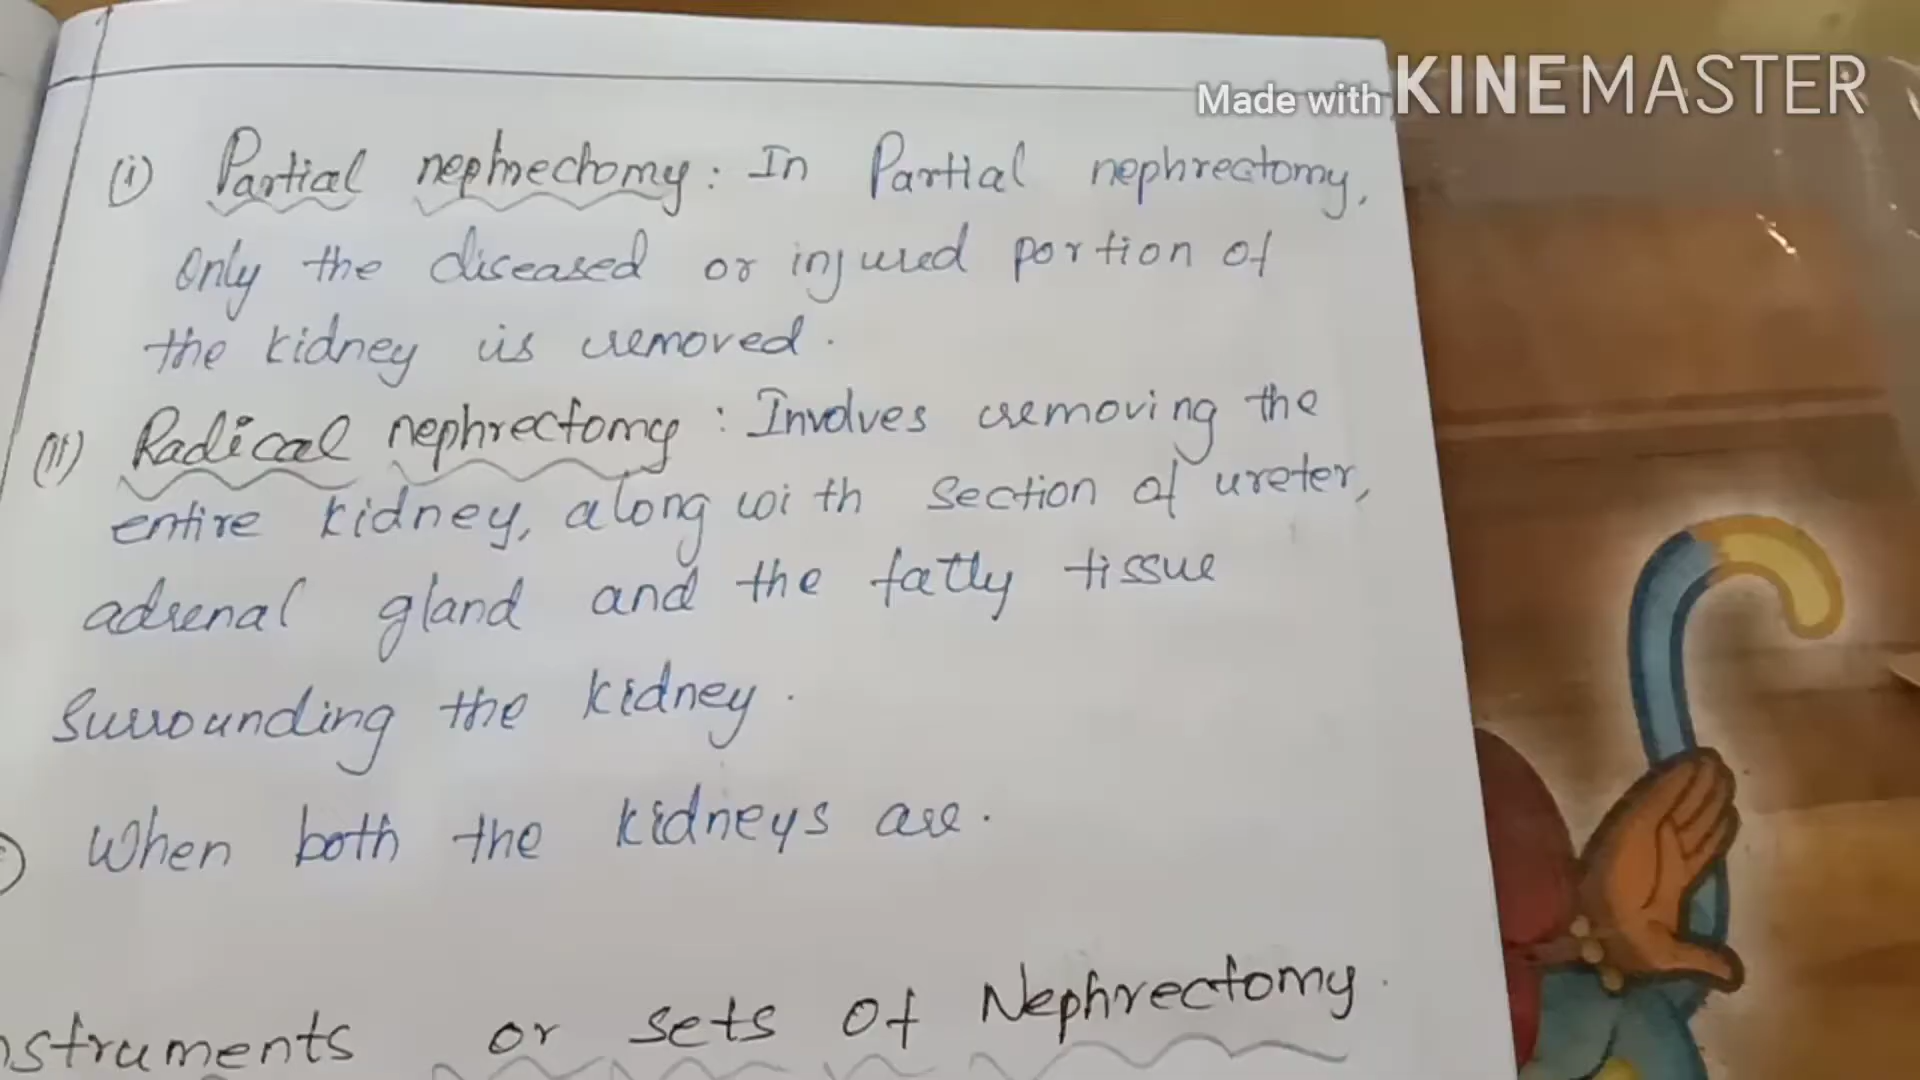 Made with KINEMASTER
(i) Partial nephrectomy : In Partial nephrectomy,
only the diseased or injured portion of
the kidney is removed.
(ii) Radical nephrectomy : Involves removing the
entire kidney, along with section of ureter,
adrenal gland and the fatty tissue
surrounding the kidney.
When both the kidneys are.
nstruments or sets of Nephrectomy.